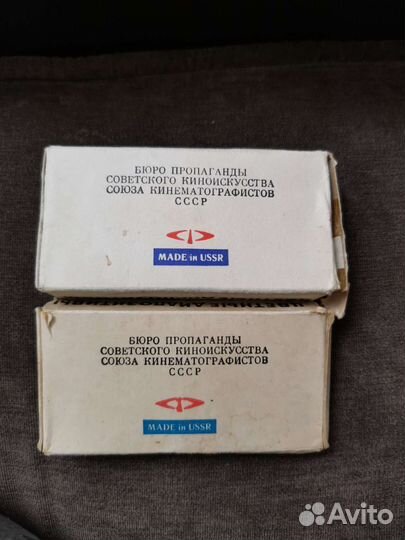 БЮРО ПРОПАГАНДЫ
СОВЕТСКОГО КИНОИСКУССТВА
СОЮЗА КИНЕМАТОГРАФИСТОВ
СССР
MADE in USSR
БЮРО ПРОПАГАНДЫ
СОВЕТСКОГО КИНОИСКУССТВА
СОЮЗА КИНЕМАТОГРАФИСТОВ
СССР
MADE in USSR
Avito